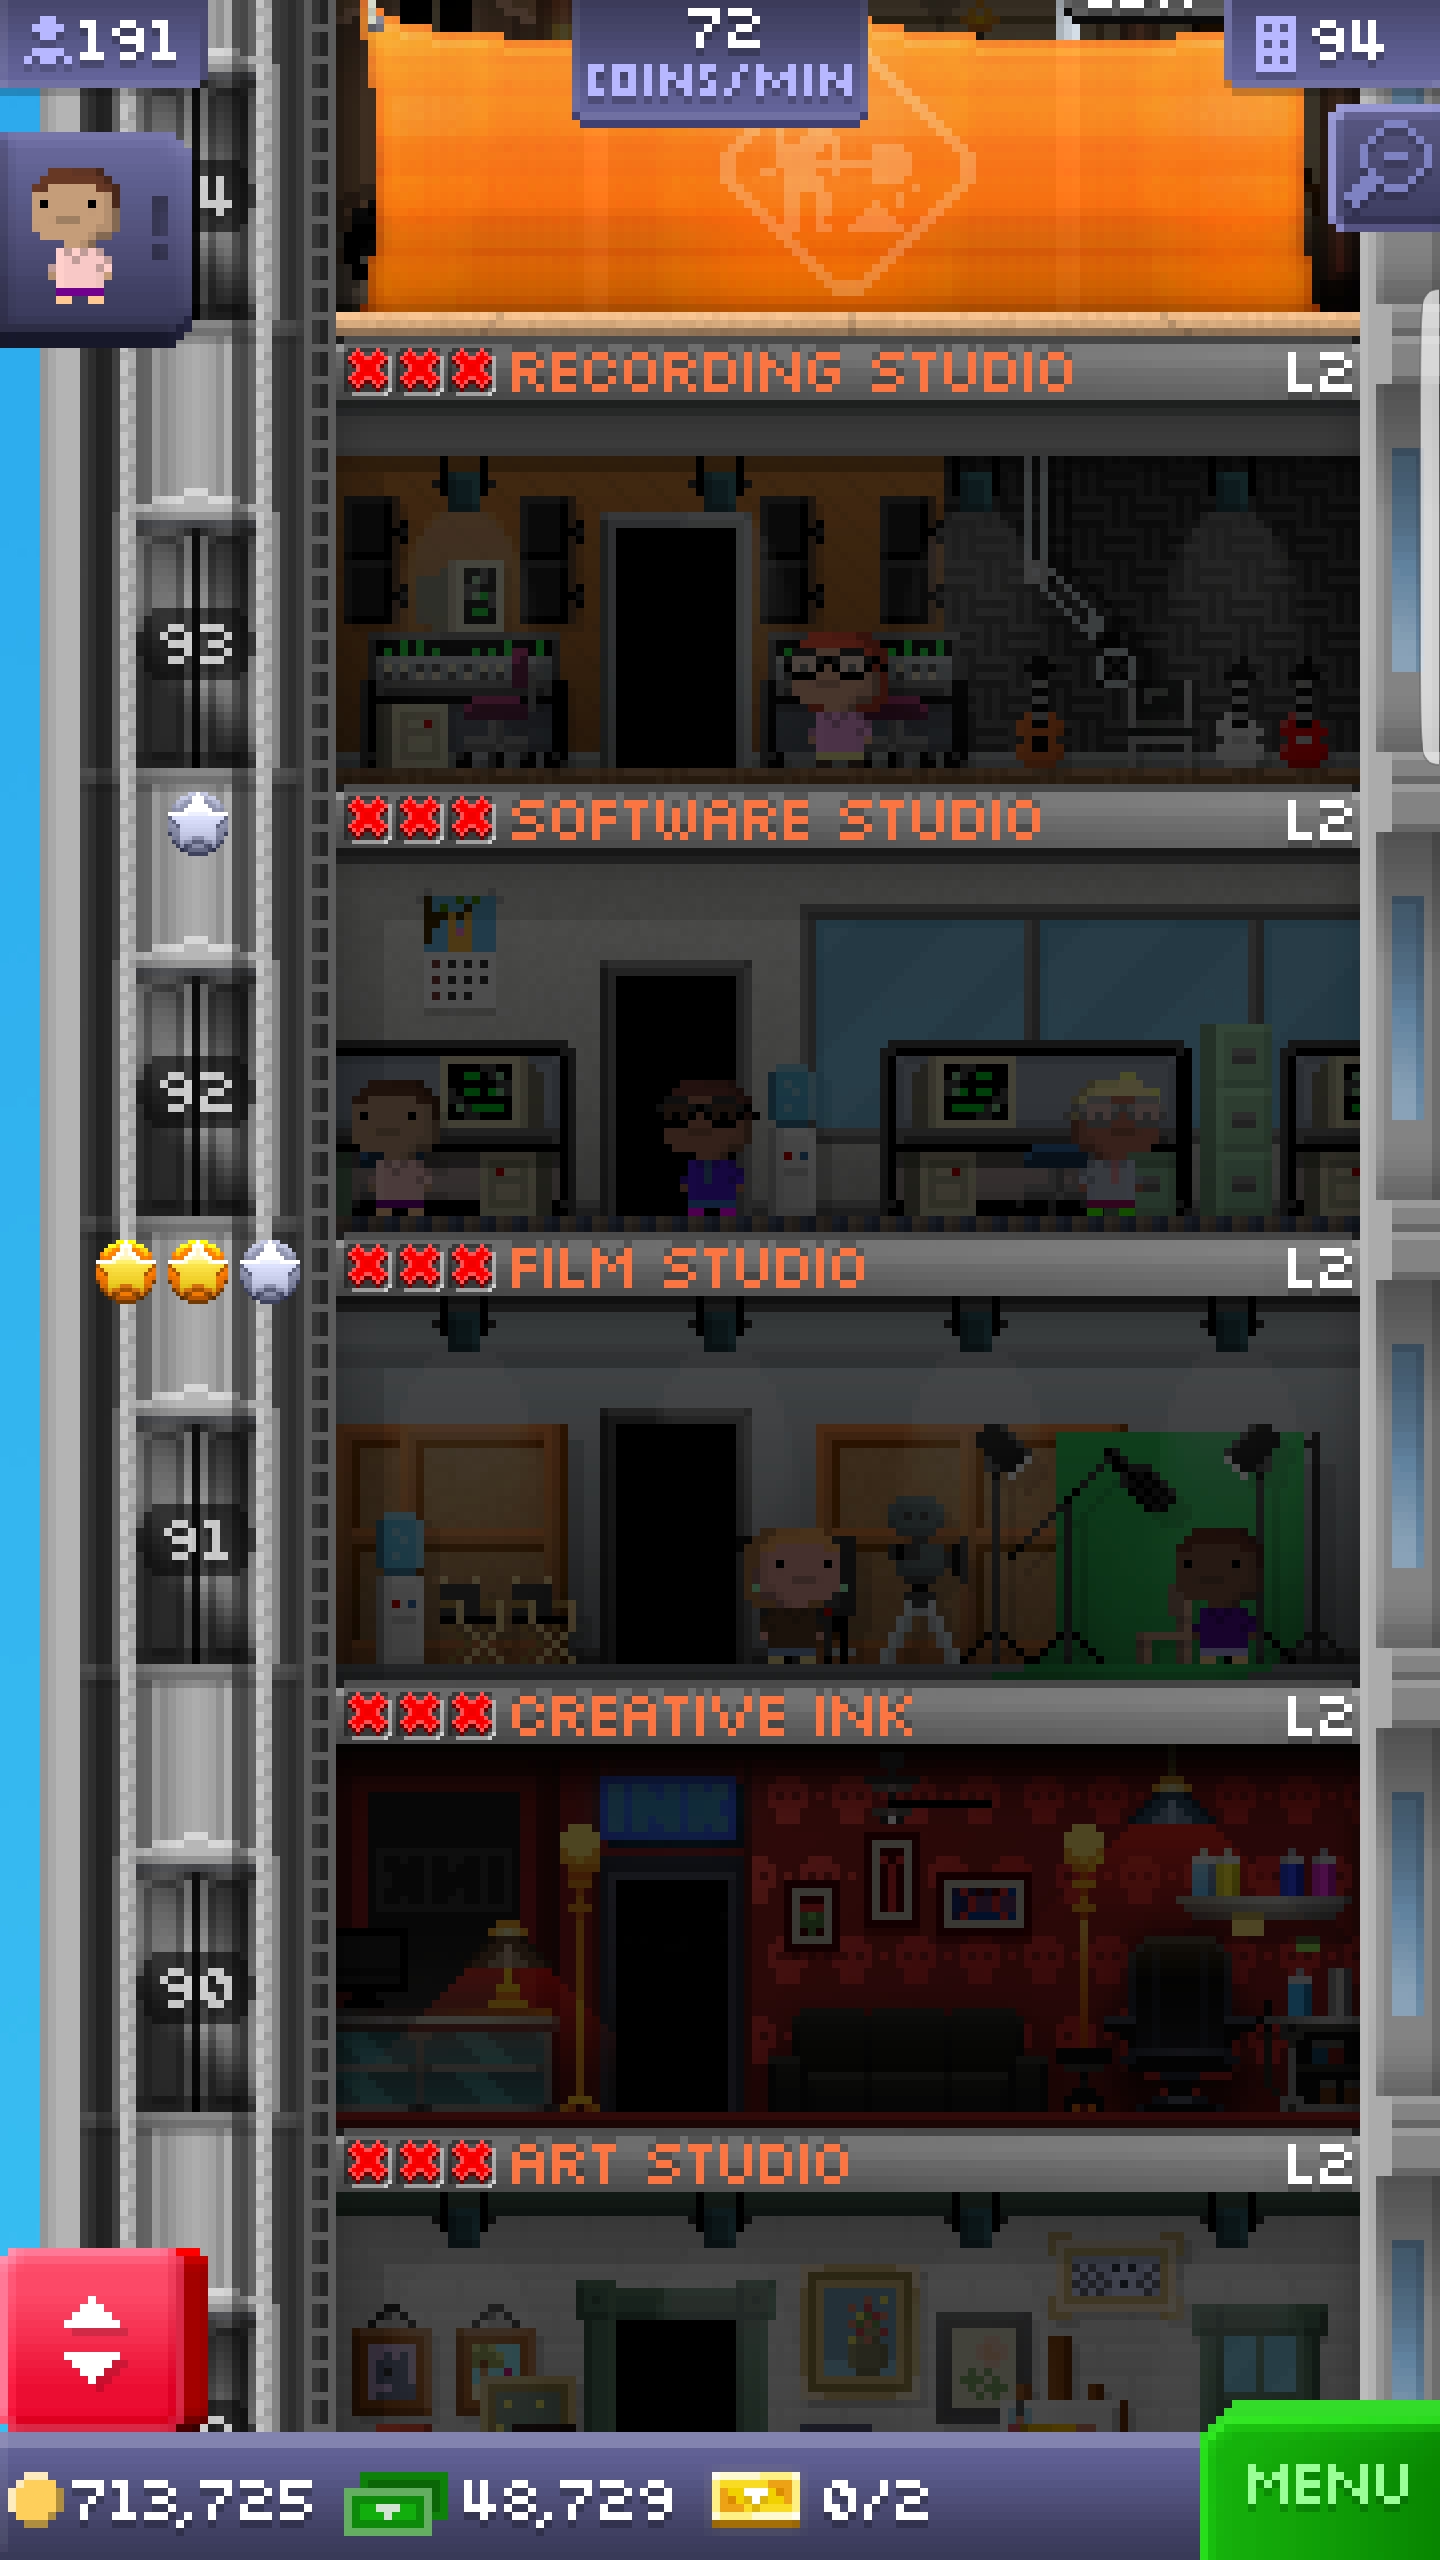 191
72
COINS/MIN
94
4
RECORDING STUDIO L2
93
SOFTWARE STUDIO L2
92
FILM STUDIO L2
91
CREATIVE INK L2
INK
90
ART STUDIO L2
713,725 48,729 0/2 MENU